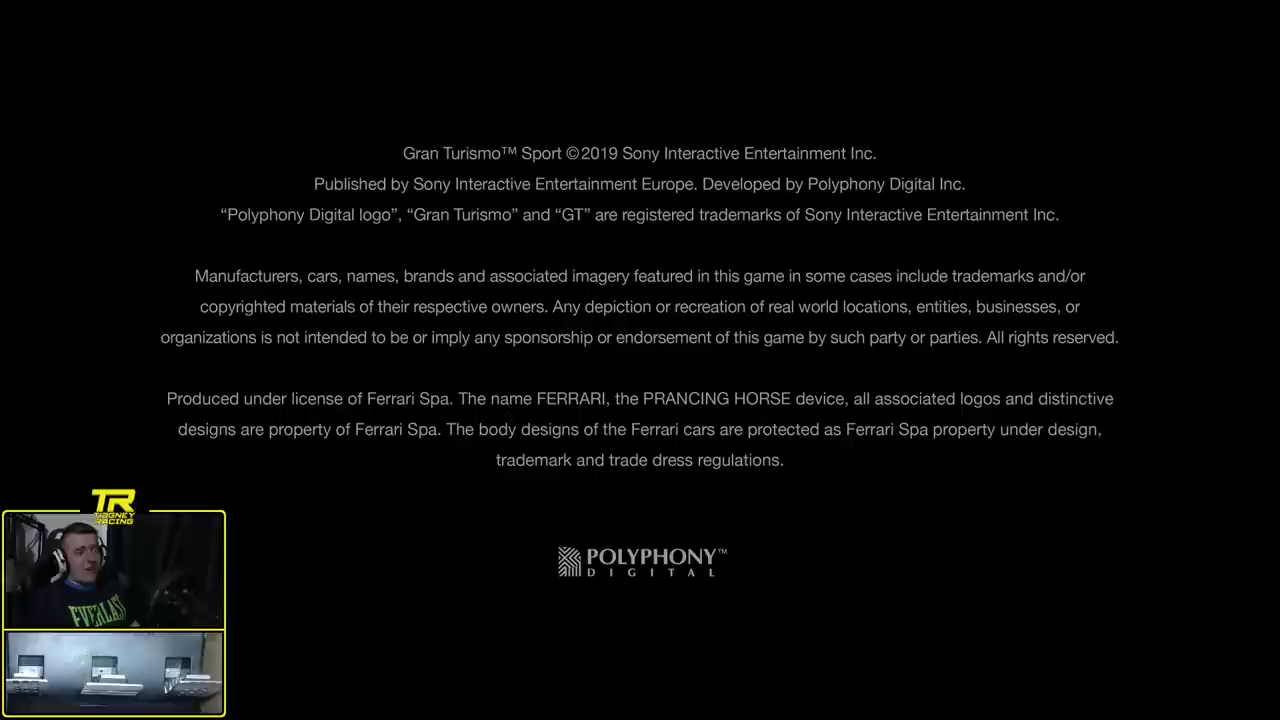 Gran Turismo™ Sport ©2019 Sony Interactive Entertainment Inc.
Published by Sony Interactive Entertainment Europe. Developed by Polyphony Digital Inc.
“Polyphony Digital logo”, “Gran Turismo” and “GT” are registered trademarks of Sony Interactive Entertainment Inc.
Manufacturers, cars, names, brands and associated imagery featured in this game in some cases include trademarks and/or
copyrighted materials of their respective owners. Any depiction or recreation of real world locations, entities, businesses, or
organizations is not intended to be or imply any sponsorship or endorsement of this game by such party or parties. All rights reserved.
Produced under license of Ferrari Spa. The name FERRARI, the PRANCING HORSE device, all associated logos and distinctive
designs are property of Ferrari Spa. The body designs of the Ferrari cars are protected as Ferrari Spa property under design,
trademark and trade dress regulations.
TR
TIDGNEY
RACING
EVERLAST
POLYPHONY™
DIGITAL